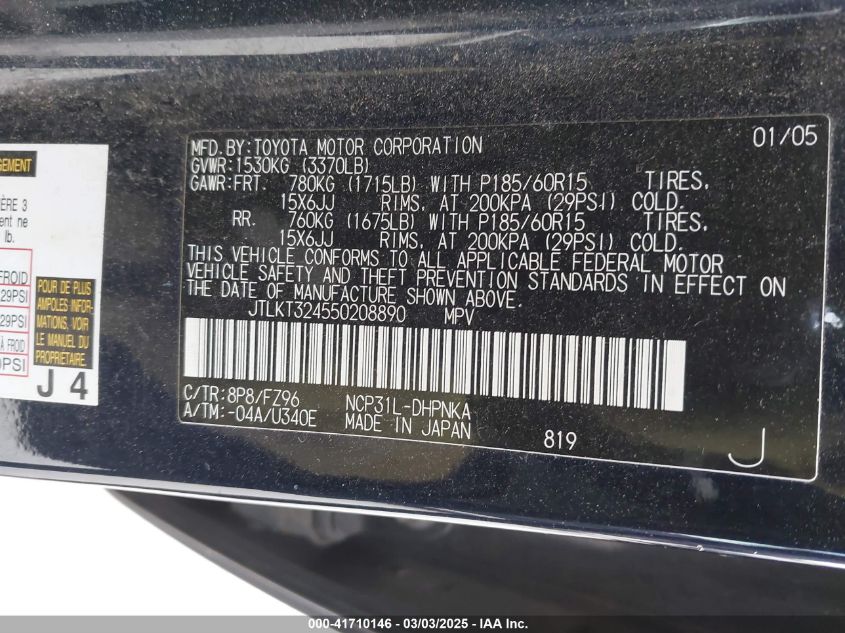 GEMENT
ÈRE 3
ent ne
lb.
FROID
29PSI
29PSI
À FROID
0PSI
POUR DE PLUS
AMPLES INFOR-
MATIONS, VOIR
LE MANUEL DU
PROPRIÉTAIRE.
J 4
MFD. BY: TOYOTA MOTOR CORPORATION 01/05
GVWR: 1530KG (3370LB)
GAWR: FRT. 780KG (1715LB) WITH P185/60R15 TIRES,
15X6JJ RIMS, AT 200KPA (29PSI) COLD.
RR. 760KG (1675LB) WITH P185/60R15 TIRES,
15X6JJ RIMS, AT 200KPA (29PSI) COLD.
THIS VEHICLE CONFORMS TO ALL APPLICABLE FEDERAL MOTOR
VEHICLE SAFETY AND THEFT PREVENTION STANDARDS IN EFFECT ON
THE DATE OF MANUFACTURE SHOWN ABOVE.
JTLKT324550208890 MPV
C/TR: 8P8/FZ96 NCP31L-DHPNKA
A/TM: -04A/U340E MADE IN JAPAN
819 J
000-41710146 - 03/03/2025 - IAA Inc.